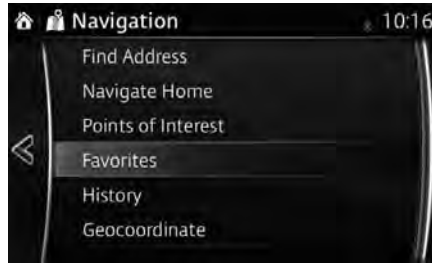 Navigation 10:16
Find Address
Navigate Home
Points of Interest
Favorites
History
Geocoordinate